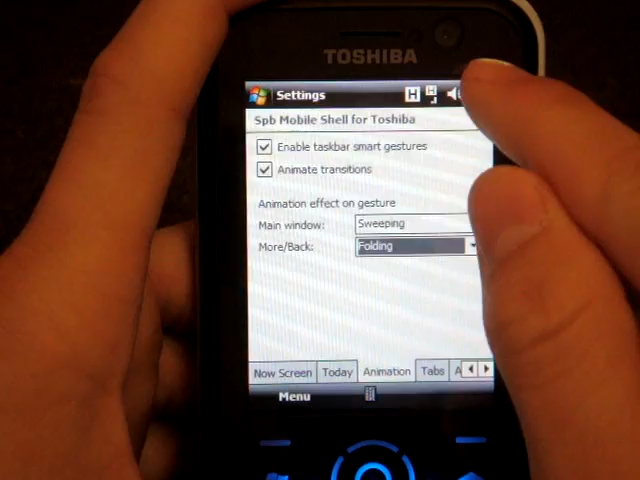 TOSHIBA
Settings H H
Spb Mobile Shell for Toshiba
Enable taskbar smart gestures
Animate transitions
Animation effect on gesture
Main window: Sweeping
More/Back: Folding
Now Screen Today Animation Tabs A
Menu